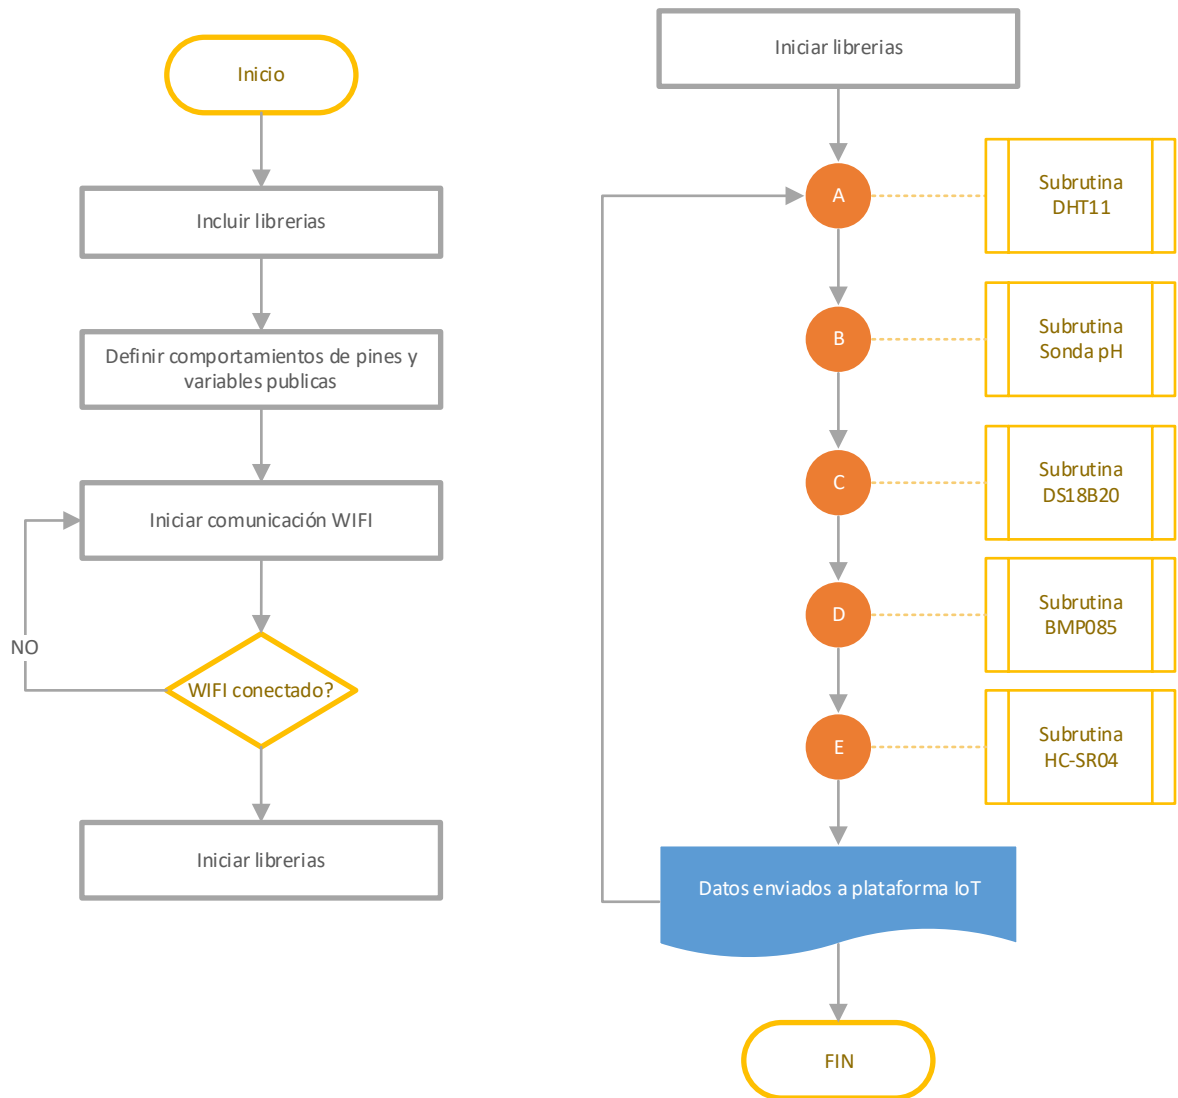 Inicio
Incluir librerias
Definir comportamientos de pines y
variables publicas
Iniciar comunicación WIFI
NO
WIFI conectado?
Iniciar librerias
Iniciar librerias
A
Subrutina
DHT11
B
Subrutina
Sonda pH
C
Subrutina
DS18B20
D
Subrutina
BMP085
E
Subrutina
HC-SR04
Datos enviados a plataforma IoT
FIN